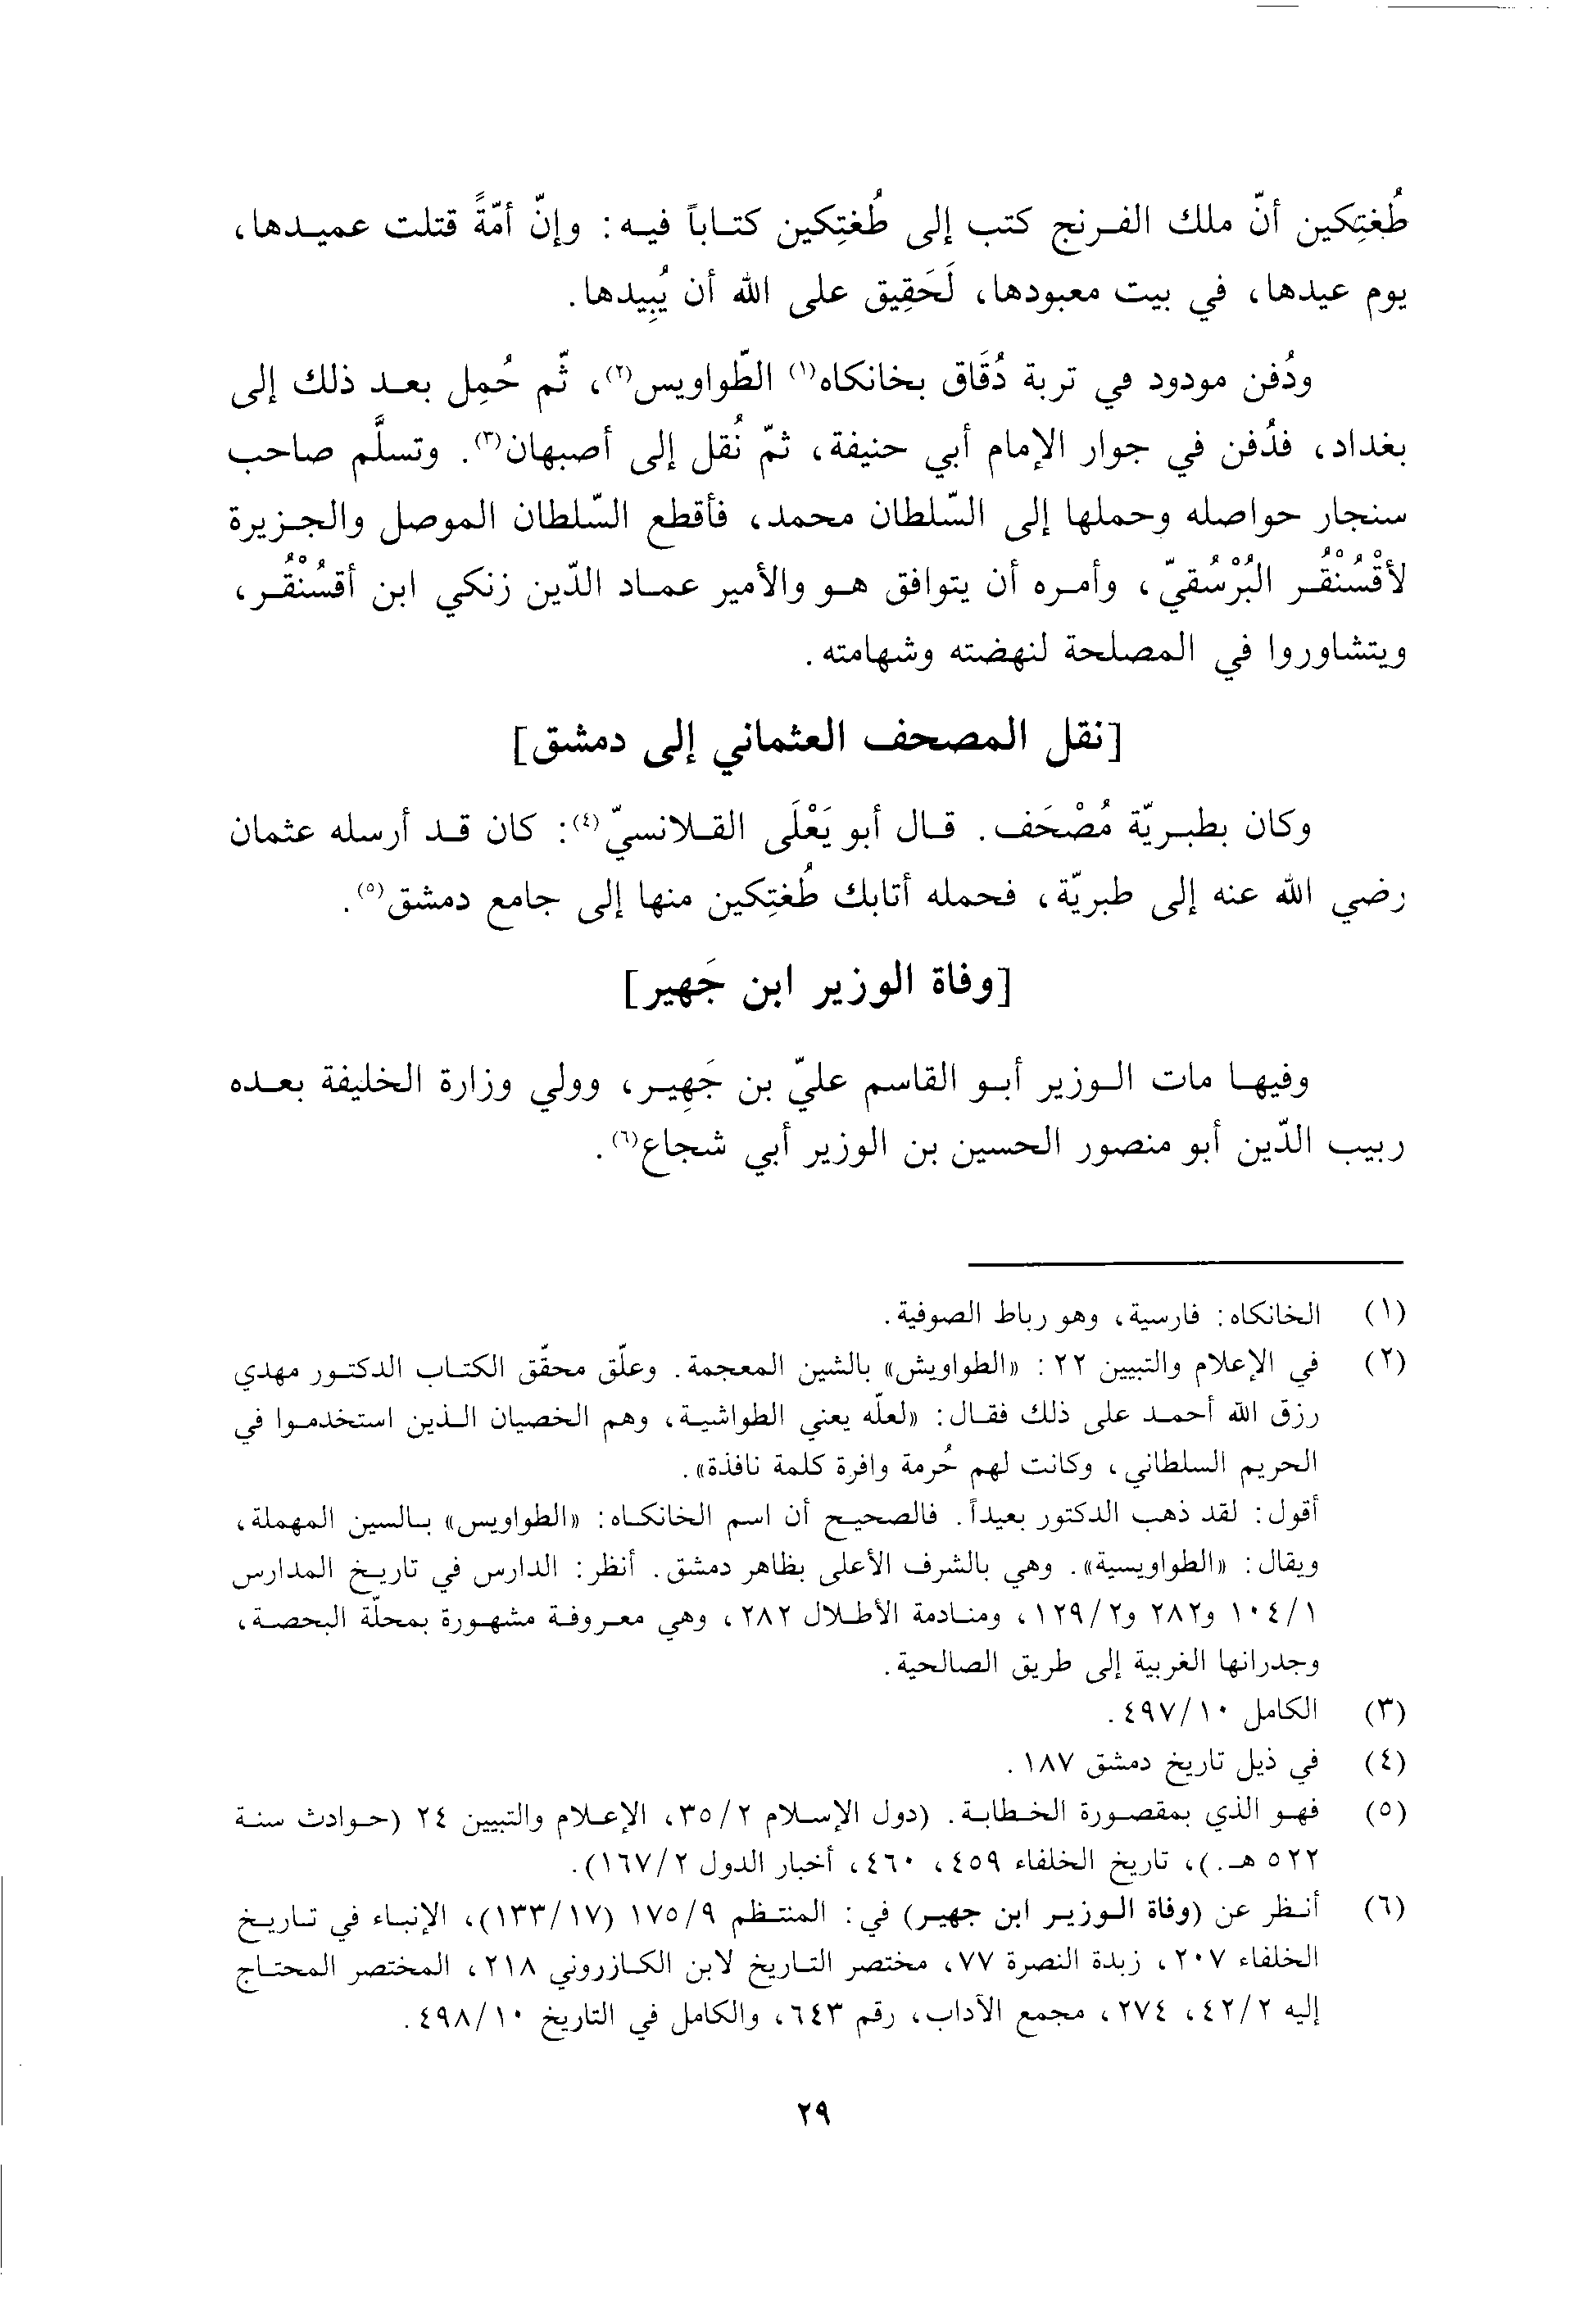 طُغتِكين أنّ ملك الفرنج كتب إلى طُغتِكين كتاباً فيه: وإنّ أمّةً قتلت عميدها،
يوم عيدها، في بيت معبودها، لَحَقِيق على الله أن يُبِيدها.
ودُفن مودود في تربة دُقَاق بخانكاه(١) الطّواويس(٢)، ثّم حُمِل بعد ذلك إلى
بغداد، فدُفن في جوار الإمام أبي حنيفة، ثمّ نُقل إلى أصبهان(٣). وتسلَّم صاحب
سنجار حواصله وحملها إلى السّلطان محمد، فأقطع السّلطان الموصل والجزيرة
لأقْسُنْقُر البُرْسُقيّ، وأمره أن يتوافق هو والأمير عماد الدّين زنكي ابن أقسُنْقُر،
ويتشاوروا في المصلحة لنهضته وشهامته.
[نقل المصحف العثماني إلى دمشق]
وكان بطبريّة مُصْحَف. قال أبو يَعْلَى القلانسيّ(٤): كان قد أرسله عثمان
رضي الله عنه إلى طبريّة، فحمله أتابك طُغتِكين منها إلى جامع دمشق(٥).
[وفاة الوزير ابن جَهير]
وفيها مات الوزير أبو القاسم عليّ بن جَهِير، وولي وزارة الخليفة بعده
ربيب الدّين أبو منصور الحسين بن الوزير أبي شجاع(٦).
(١) الخانكاه: فارسية، وهو رباط الصوفية.
(٢) في الإعلام والتبيين ٢٢: «الطواويش» بالشين المعجمة. وعلّق محقّق الكتاب الدكتور مهدي
رزق الله أحمد على ذلك فقال: «لعلّه يعني الطواشية، وهم الخصيان الذين استخدموا في
الحريم السلطاني، وكانت لهم حُرمة وافرة كلمة نافذة».
أقول: لقد ذهب الدكتور بعيداً. فالصحيح أن اسم الخانكاه: «الطواويس» بالسين المهملة،
ويقال: «الطواويسية». وهي بالشرف الأعلى بظاهر دمشق. أنظر: الدارس في تاريخ المدارس
١٠٤/١ و٢٨٢ و١٢٩/٢، ومنادمة الأطلال ٢٨٢، وهي معروفة مشهورة بمحلّة البحصة،
وجدرانها الغربية إلى طريق الصالحية.
(٣) الكامل ٤٩٧/١٠.
(٤) في ذيل تاريخ دمشق ١٨٧.
(٥) فهو الذي بمقصورة الخطابة. (دول الإسلام ٣٥/٢، الإعلام والتبيين ٢٤ (حوادث سنة
٥٢٢ هـ.)، تاريخ الخلفاء ٤٥٩، ٤٦٠، أخبار الدول ١٦٧/٢).
(٦) أنظر عن (وفاة الوزير ابن جهير) في: المنتظم ١٧٥/٩ (١٣٣/١٧)، الإنباء في تاريخ
الخلفاء ٢٠٧، زبدة النصرة ٧٧، مختصر التاريخ لابن الكازروني ٢١٨، المختصر المحتاج
إليه ٤٢/٢، ٢٧٤، مجمع الآداب، رقم ٦٤٣، والكامل في التاريخ ٤٩٨/١٠.
٢٩